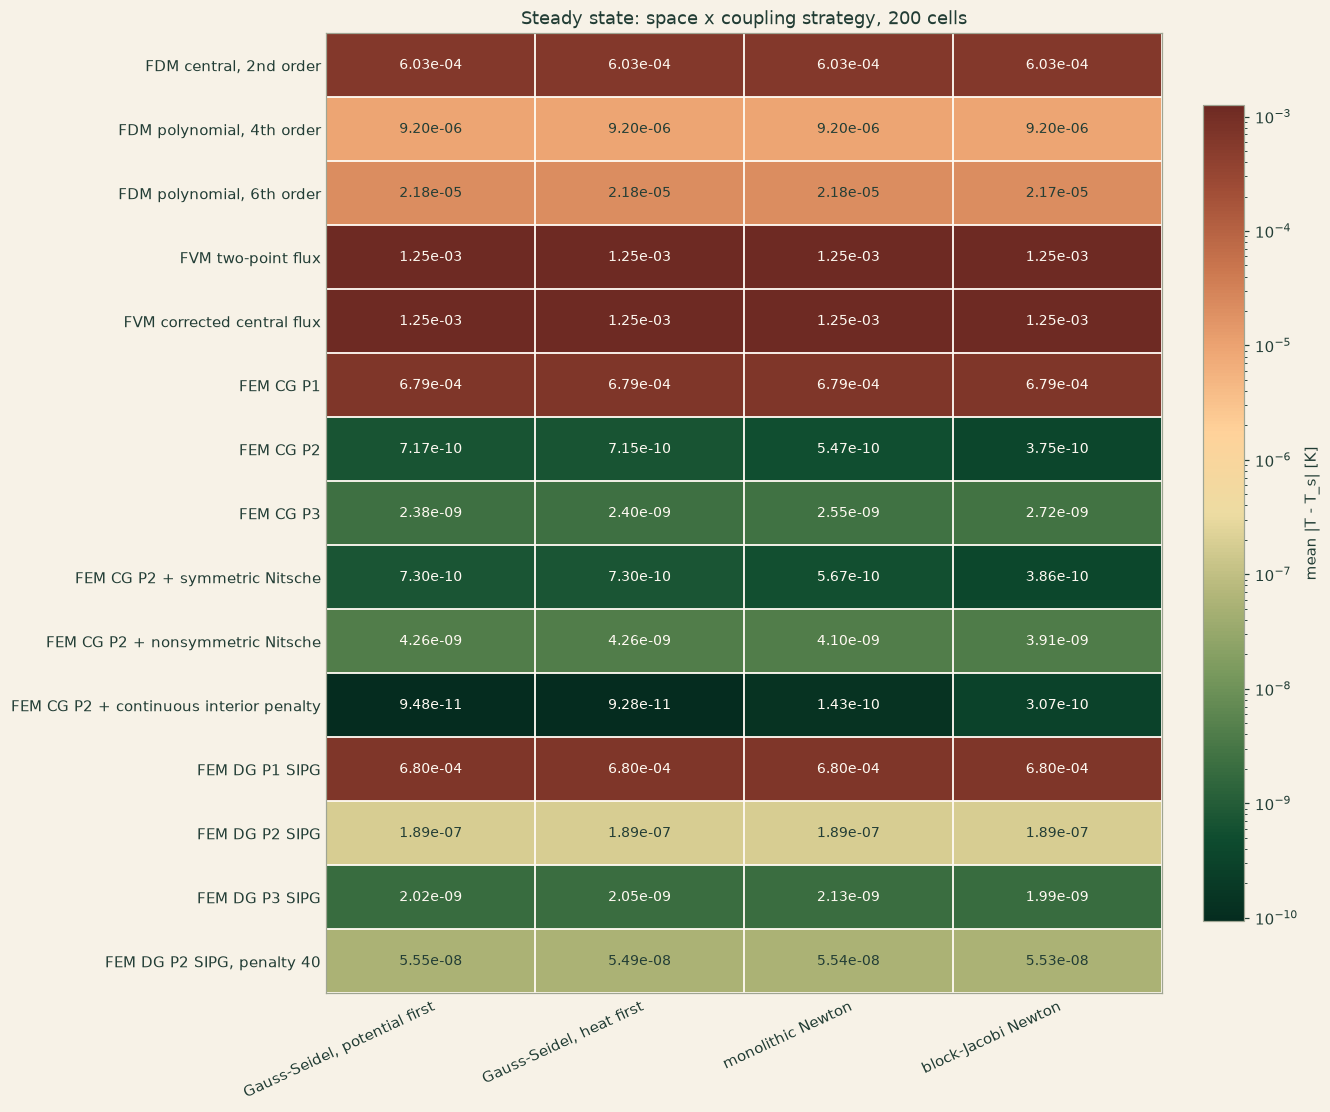 Steady state: space x coupling strategy, 200 cells
FDM central, 2nd order 6.03e-04 6.03e-04 6.03e-04 6.03e-04
FDM polynomial, 4th order 9.20e-06 9.20e-06 9.20e-06 9.20e-06
FDM polynomial, 6th order 2.18e-05 2.18e-05 2.18e-05 2.17e-05
FVM two-point flux 1.25e-03 1.25e-03 1.25e-03 1.25e-03
FVM corrected central flux 1.25e-03 1.25e-03 1.25e-03 1.25e-03
FEM CG P1 6.79e-04 6.79e-04 6.79e-04 6.79e-04
FEM CG P2 7.17e-10 7.15e-10 5.47e-10 3.75e-10
FEM CG P3 2.38e-09 2.40e-09 2.55e-09 2.72e-09
FEM CG P2 + symmetric Nitsche 7.30e-10 7.30e-10 5.67e-10 3.86e-10
FEM CG P2 + nonsymmetric Nitsche 4.26e-09 4.26e-09 4.10e-09 3.91e-09
FEM CG P2 + continuous interior penalty 9.48e-11 9.28e-11 1.43e-10 3.07e-10
FEM DG P1 SIPG 6.80e-04 6.80e-04 6.80e-04 6.80e-04
FEM DG P2 SIPG 1.89e-07 1.89e-07 1.89e-07 1.89e-07
FEM DG P3 SIPG 2.02e-09 2.05e-09 2.13e-09 1.99e-09
FEM DG P2 SIPG, penalty 40 5.55e-08 5.49e-08 5.54e-08 5.53e-08
Gauss-Seidel, potential first
Gauss-Seidel, heat first
monolithic Newton
block-Jacobi Newton
10⁻³
10⁻⁴
10⁻⁵
10⁻⁶
10⁻⁷
10⁻⁸
10⁻⁹
10⁻¹⁰
mean |T - T_s| [K]